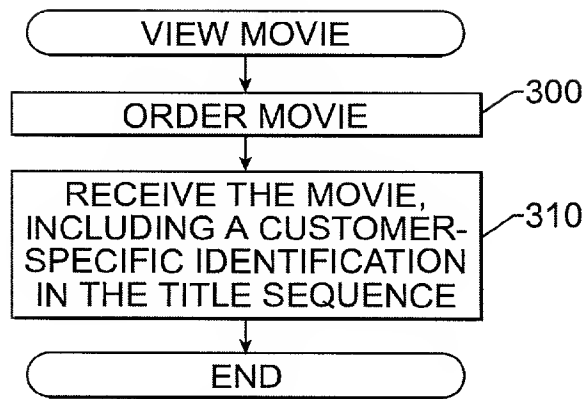 VIEW MOVIE
ORDER MOVIE
300
RECEIVE THE MOVIE,
INCLUDING A CUSTOMER-
SPECIFIC IDENTIFICATION
IN THE TITLE SEQUENCE
310
END